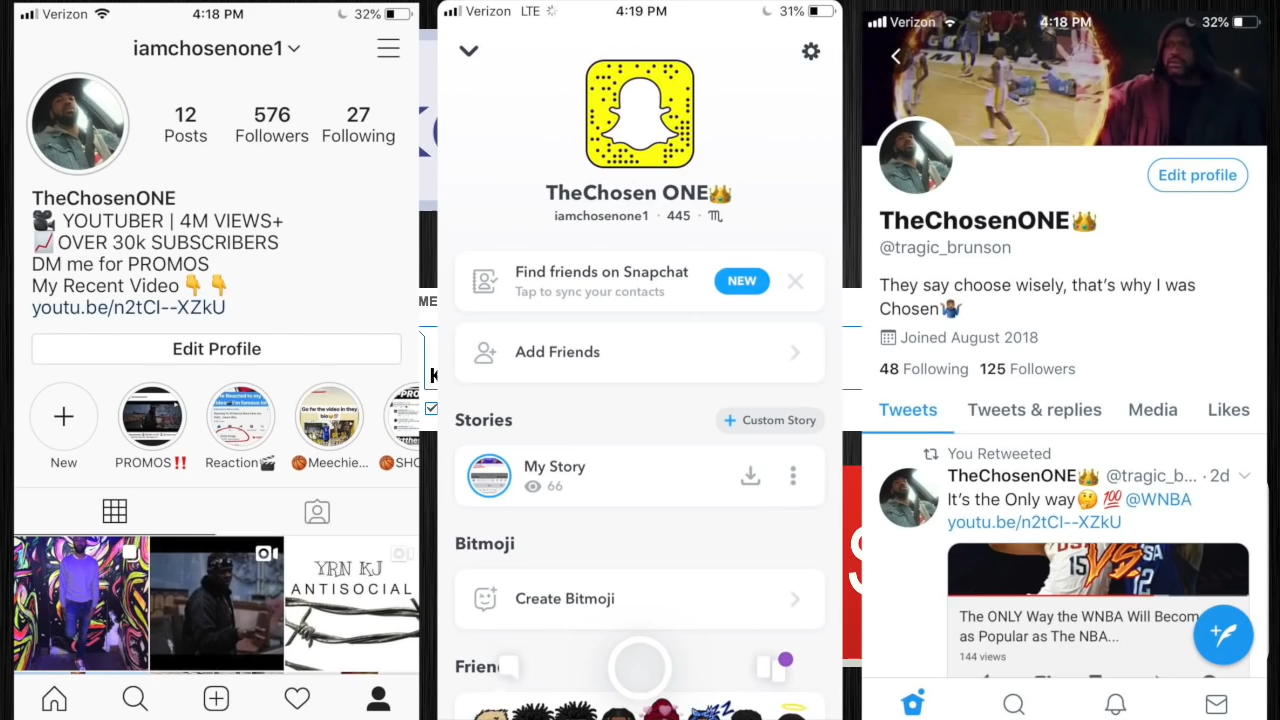 Verizon 4:18 PM 32%
iamchosenone1
12 576 27
Posts Followers Following
TheChosenONE
🎥 YOUTUBER | 4M VIEWS+
📈OVER 30k SUBSCRIBERS
DM me for PROMOS
My Recent Video👇👇
youtu.be/n2tCl--XZkU
Edit Profile
New PROMOS‼️ Reaction🎬 🏀Meechie... 🏀SHO
YRN KJ
ANTISOCIAL
Verizon LTE 4:19 PM 31%
TheChosen ONE👑
iamchosenone1 · 445 · ♏
Find friends on Snapchat
Tap to sync your contacts
NEW
Add Friends
Stories
+ Custom Story
My Story
66
Bitmoji
Create Bitmoji
Frien
Verizon 4:18 PM 32%
Edit profile
TheChosenONE👑
@tragic_brunson
They say choose wisely, that's why I was
Chosen🤷🏾‍♂️
Joined August 2018
48 Following 125 Followers
Tweets Tweets & replies Media Likes
You Retweeted
TheChosenONE👑 @tragic_b... · 2d
It's the Only way🤔 💯 @WNBA
youtu.be/n2tCl--XZkU
15 12
The ONLY Way the WNBA Will Becom
as Popular as The NBA...
144 views